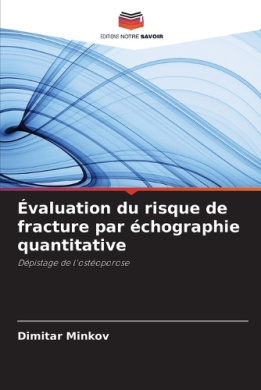 EDITIONS NOTRE SAVOIR
Évaluation du risque de
fracture par échographie
quantitative
Dépistage de l'ostéoporose
Dimitar Minkov